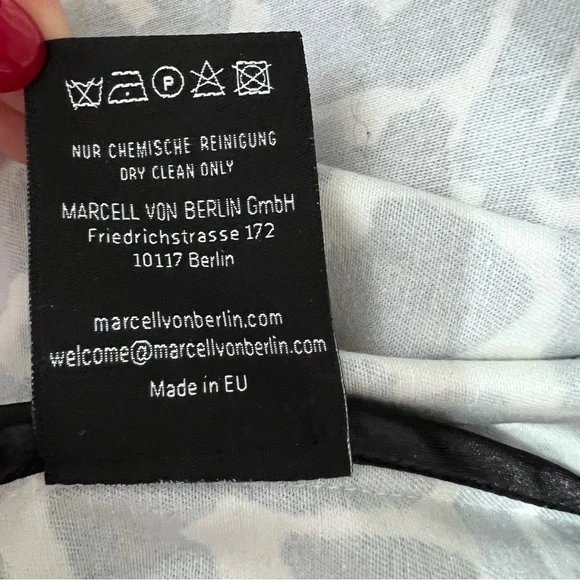 P
NUR CHEMISCHE REINIGUNG
DRY CLEAN ONLY
MARCELL VON BERLIN GmbH
Friedrichstrasse 172
10117 Berlin
marcellvonberlin.com
welcome@marcellvonberlin.com
Made in EU